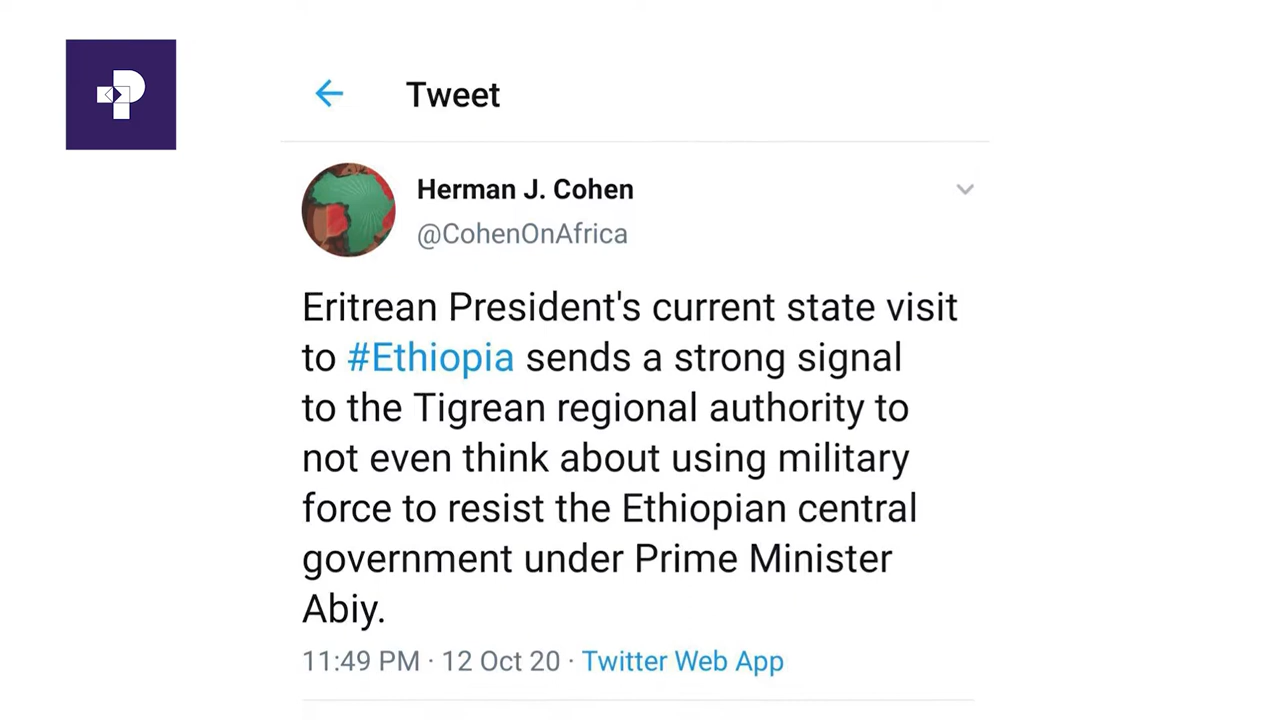 Tweet
Herman J. Cohen
@CohenOnAfrica
Eritrean President's current state visit
to #Ethiopia sends a strong signal
to the Tigrean regional authority to
not even think about using military
force to resist the Ethiopian central
government under Prime Minister
Abiy.
11:49 PM · 12 Oct 20 · Twitter Web App